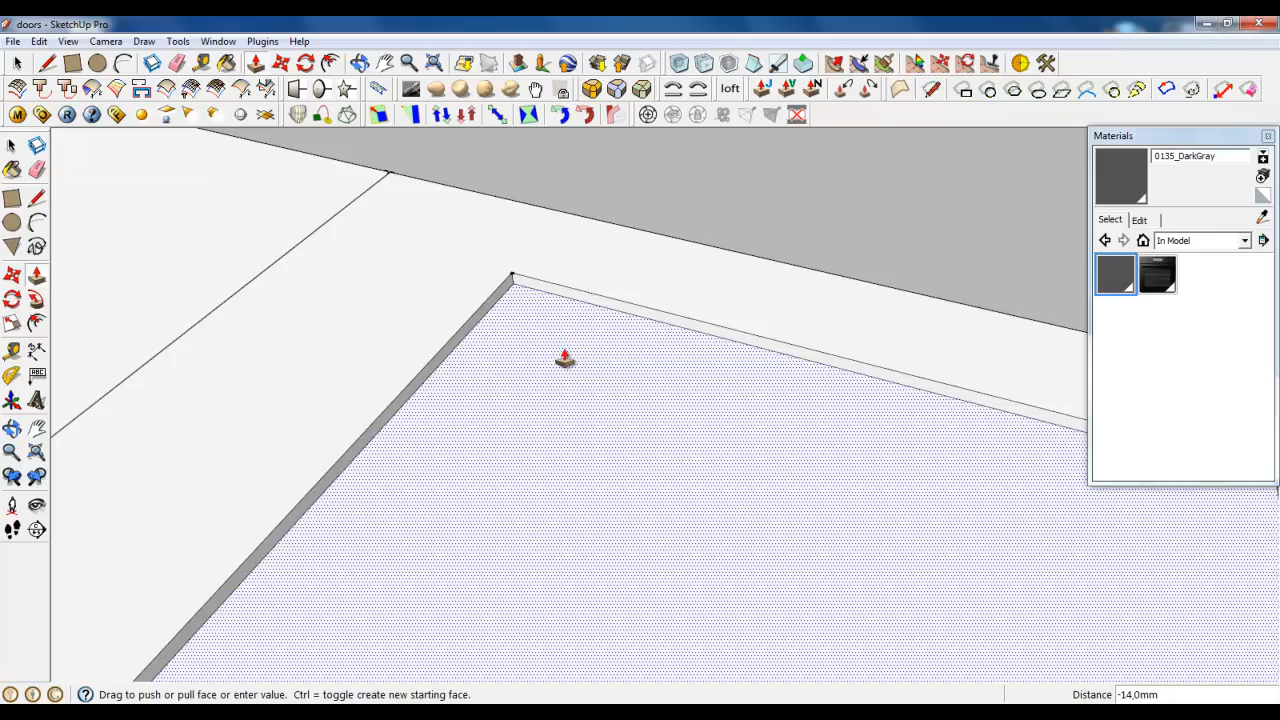 doors - SketchUp Pro
File Edit View Camera Draw Tools Window Plugins Help
loft
M R ?
Materials
0135_DarkGray
Select Edit
In Model
ABC
Drag to push or pull face or enter value. Ctrl = toggle create new starting face.
Distance -14,0mm